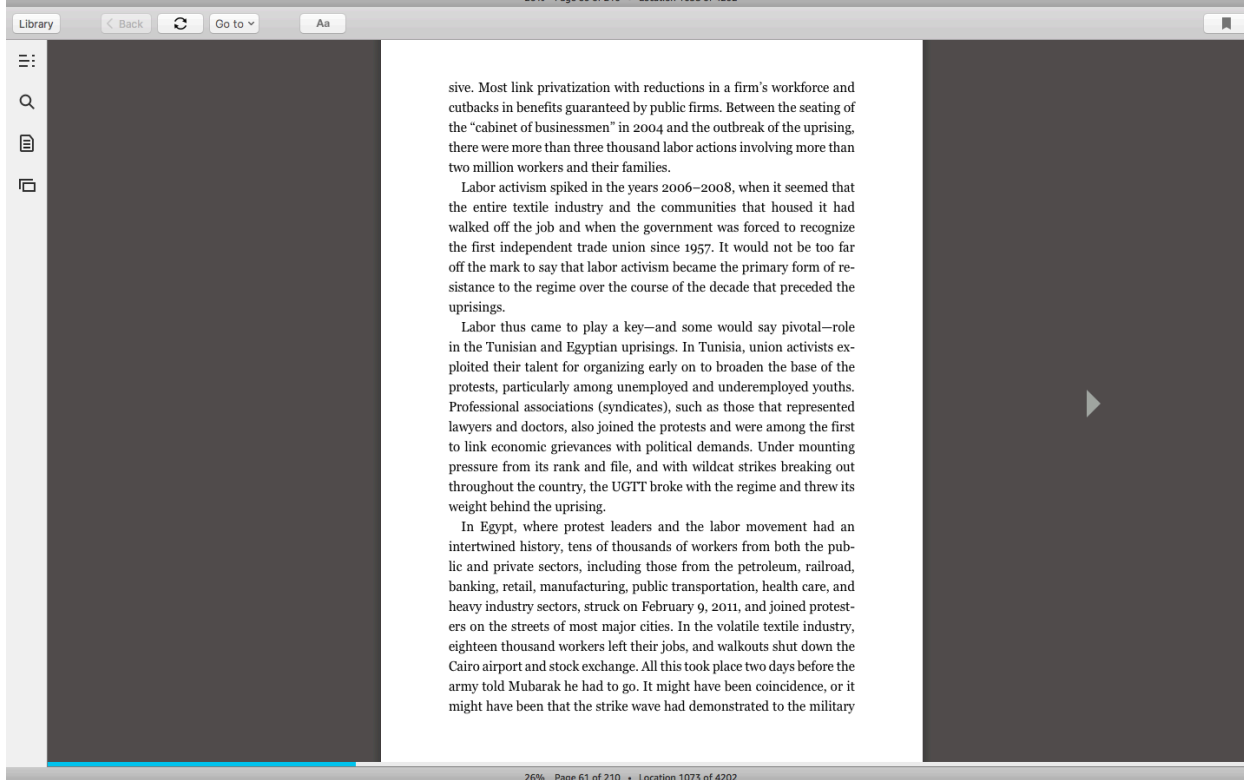 Library
Back
Go to
Aa
sive. Most link privatization with reductions in a firm's workforce and
cutbacks in benefits guaranteed by public firms. Between the seating of
the “cabinet of businessmen” in 2004 and the outbreak of the uprising,
there were more than three thousand labor actions involving more than
two million workers and their families.
Labor activism spiked in the years 2006–2008, when it seemed that
the entire textile industry and the communities that housed it had
walked off the job and when the government was forced to recognize
the first independent trade union since 1957. It would not be too far
off the mark to say that labor activism became the primary form of re-
sistance to the regime over the course of the decade that preceded the
uprisings.
Labor thus came to play a key—and some would say pivotal—role
in the Tunisian and Egyptian uprisings. In Tunisia, union activists ex-
ploited their talent for organizing early on to broaden the base of the
protests, particularly among unemployed and underemployed youths.
Professional associations (syndicates), such as those that represented
lawyers and doctors, also joined the protests and were among the first
to link economic grievances with political demands. Under mounting
pressure from its rank and file, and with wildcat strikes breaking out
throughout the country, the UGTT broke with the regime and threw its
weight behind the uprising.
In Egypt, where protest leaders and the labor movement had an
intertwined history, tens of thousands of workers from both the pub-
lic and private sectors, including those from the petroleum, railroad,
banking, retail, manufacturing, public transportation, health care, and
heavy industry sectors, struck on February 9, 2011, and joined protest-
ers on the streets of most major cities. In the volatile textile industry,
eighteen thousand workers left their jobs, and walkouts shut down the
Cairo airport and stock exchange. All this took place two days before the
army told Mubarak he had to go. It might have been coincidence, or it
might have been that the strike wave had demonstrated to the military
26% Page 61 of 210 • Location 1073 of 4202